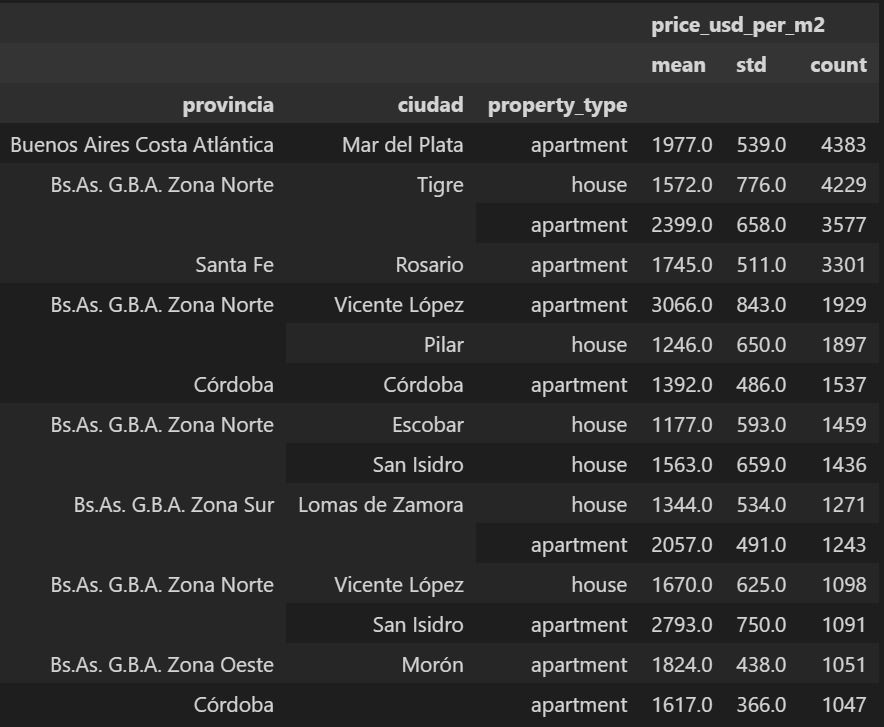 price_usd_per_m2
mean std count
provincia ciudad property_type
Buenos Aires Costa Atlántica Mar del Plata apartment 1977.0 539.0 4383
Bs.As. G.B.A. Zona Norte Tigre house 1572.0 776.0 4229
apartment 2399.0 658.0 3577
Santa Fe Rosario apartment 1745.0 511.0 3301
Bs.As. G.B.A. Zona Norte Vicente López apartment 3066.0 843.0 1929
Pilar house 1246.0 650.0 1897
Córdoba Córdoba apartment 1392.0 486.0 1537
Bs.As. G.B.A. Zona Norte Escobar house 1177.0 593.0 1459
San Isidro house 1563.0 659.0 1436
Bs.As. G.B.A. Zona Sur Lomas de Zamora house 1344.0 534.0 1271
apartment 2057.0 491.0 1243
Bs.As. G.B.A. Zona Norte Vicente López house 1670.0 625.0 1098
San Isidro apartment 2793.0 750.0 1091
Bs.As. G.B.A. Zona Oeste Morón apartment 1824.0 438.0 1051
Córdoba apartment 1617.0 366.0 1047